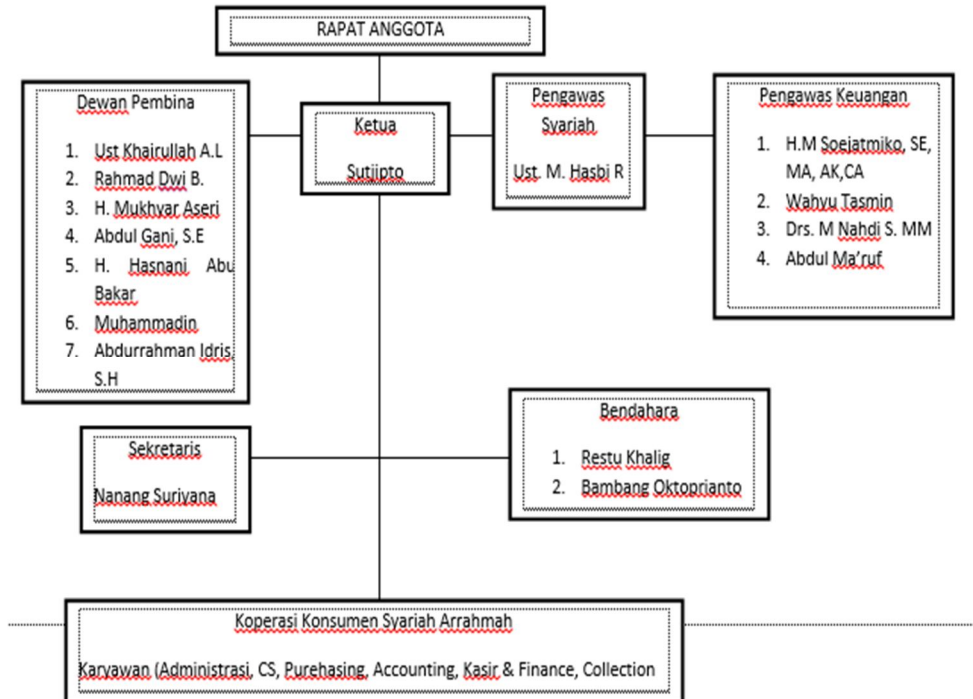 RAPAT ANGGOTA
Dewan Pembina
1. Ust Khairullah A.L
2. Rahmad Dwi B.
3. H. Mukhyar Aseri
4. Abdul Gani, S.E
5. H. Hasnani Abu
Bakar
6. Muhammadin
7. Abdurrahman Idris,
S.H
Ketua
Sutjipto
Pengawas
Syariah
Ust. M. Hasbi R
Pengawas Keuangan
1. H.M Soejatmiko, SE,
MA, AK,CA
2. Wahyu Tasmin
3. Drs. M Nahdi S. MM
4. Abdul Ma'ruf
Sekretaris
Nanang Suriyana
Bendahara
1. Restu Khalig
2. Bambang Oktoprianto
Koperasi Konsumen Syariah Arrahmah
Karyawan (Administrasi, CS, Purehasing, Accounting, Kasir & Finance, Collection